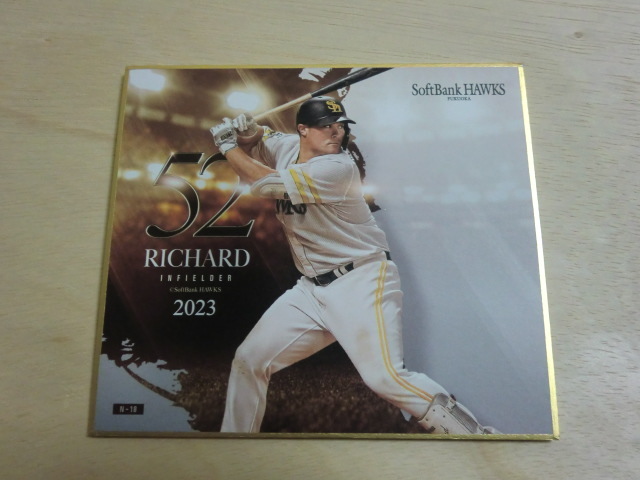 SoftBank HAWKS
FUKUOKA
52
RICHARD
INFIELDER
©SoftBank HAWKS
2023
N-18